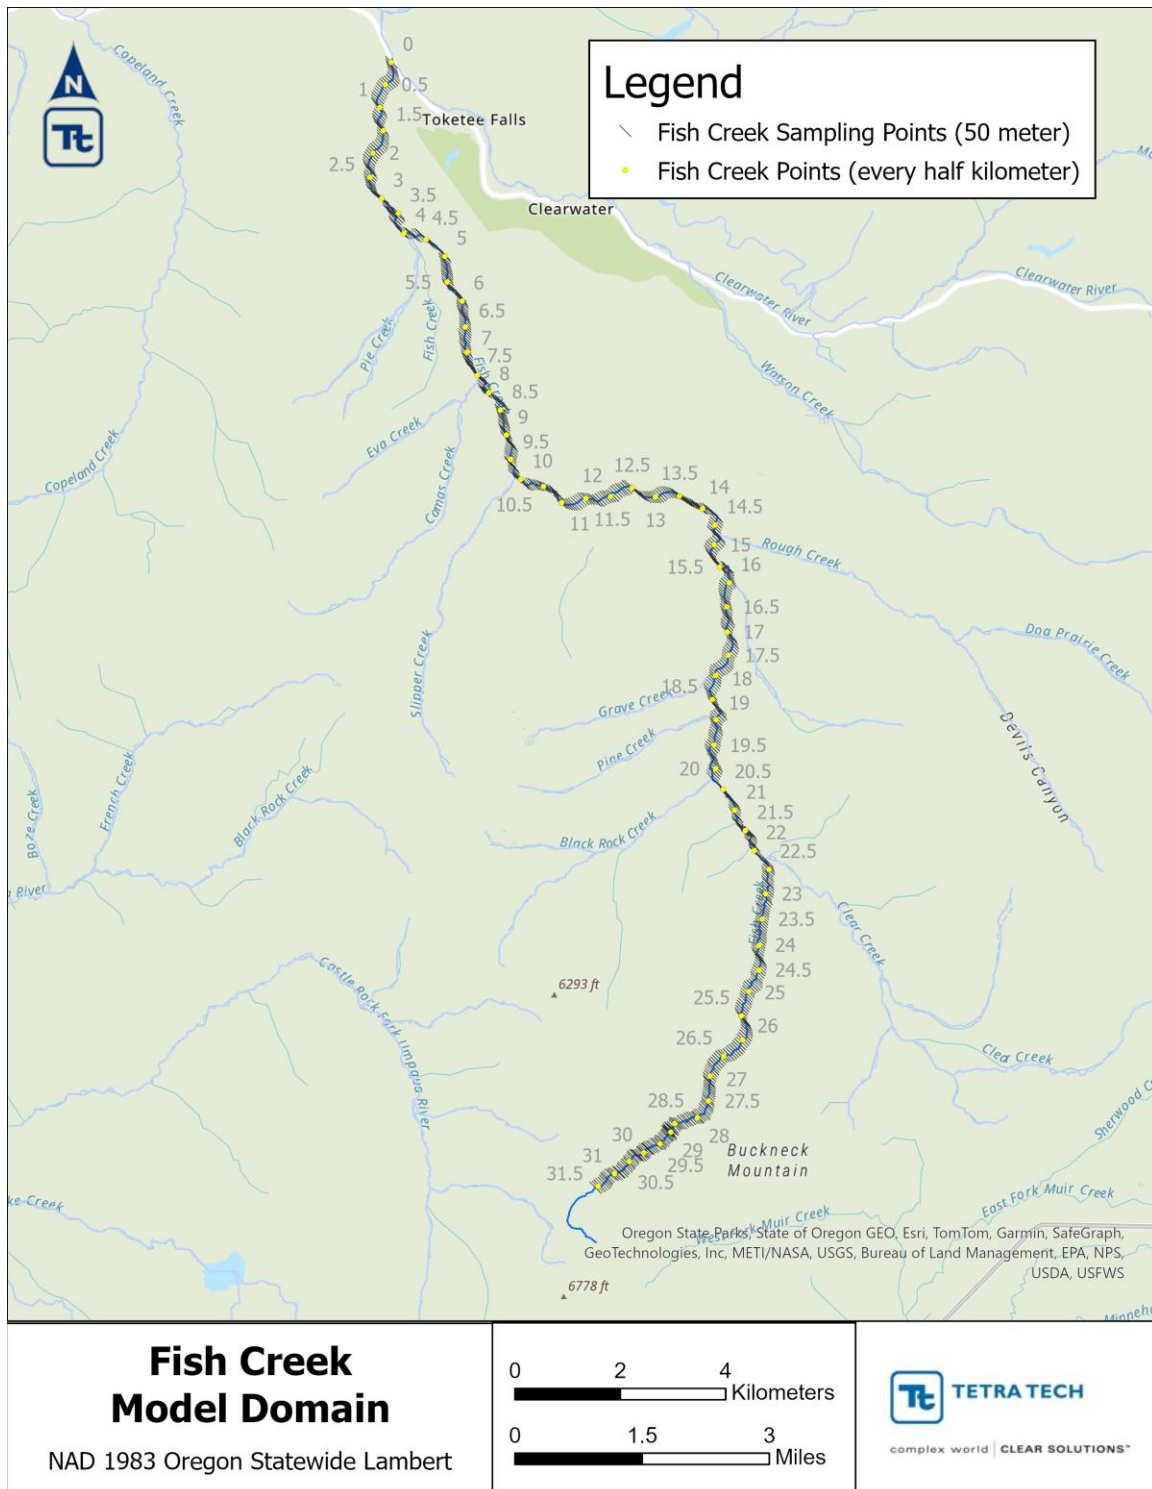 N
Tt
Copeland Creek
0
0.5
1
1.5
Toketee Falls
2
2.5
3
3.5
4
4.5
5
Clearwater
Legend
Fish Creek Sampling Points (50 meter)
Fish Creek Points (every half kilometer)
Clearwater River
Clearwater River
5.5
6
6.5
7
7.5
8
8.5
9
9.5
10
10.5
Pie Creek
Fish Creek
Eva Creek
Camas Creek
Copeland Creek
Watson Creek
11
12
11.5
12.5
13
13.5
14
14.5
15
15.5
16
Rough Creek
16.5
17
17.5
18
18.5
19
Dog Prairie Creek
Devils Canyon
Slipper Creek
Grave Creek
Pine Creek
19.5
20
20.5
21
21.5
22
22.5
Black Rock Creek
Boze Creek
French Creek
Black Rock Creek
River
Fish Creek
23
23.5
24
24.5
25
25.5
26
26.5
27
27.5
28
28.5
29
29.5
30
30.5
31
31.5
Clear Creek
Clear Creek
Castle Rock Fork Umpqua River
6293 ft
Buckneck
Mountain
East Fork Muir Creek
West Fork Muir Creek
Creek
6778 ft
Oregon State Parks, State of Oregon GEO, Esri, TomTom, Garmin, SafeGraph,
GeoTechnologies, Inc, METI/NASA, USGS, Bureau of Land Management, EPA, NPS,
USDA, USFWS
Fish Creek
Model Domain
NAD 1983 Oregon Statewide Lambert
0 2 4
Kilometers
0 1.5 3
Miles
Tt TETRA TECH
complex world | CLEAR SOLUTIONS™